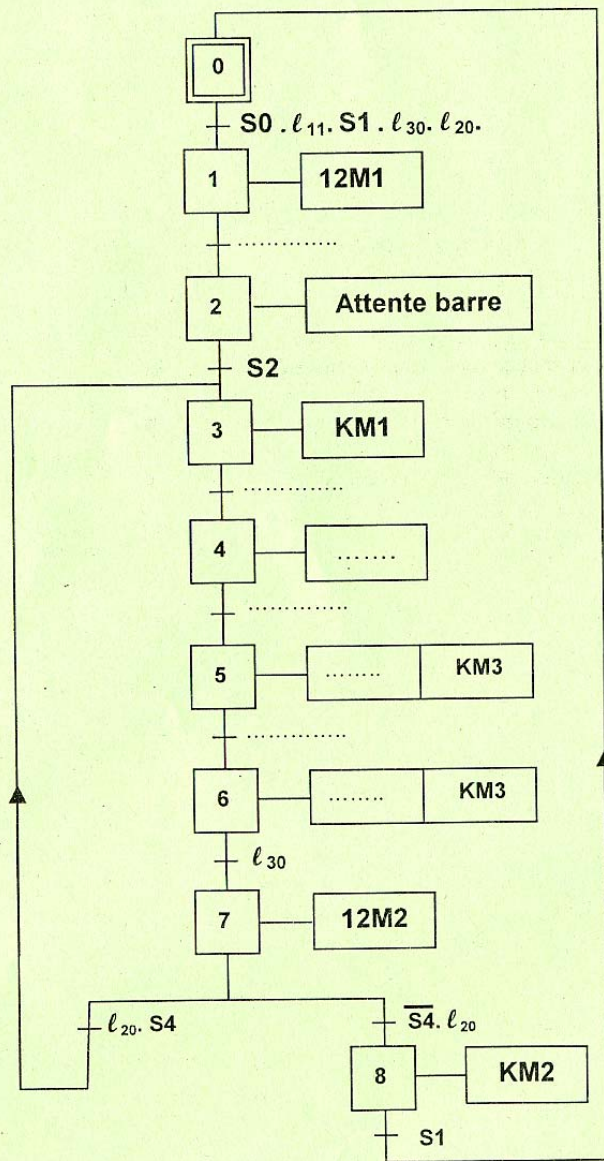 0
S0 . ℓ11. S1 . ℓ30. ℓ20.
1 12M1
..............
2 Attente barre
S2
3 KM1
..............
4 .......
..............
5 ........ KM3
..............
6 ........ KM3
ℓ30
7 12M2
ℓ20. S4 S̅4̅. ℓ20
8 KM2
S1